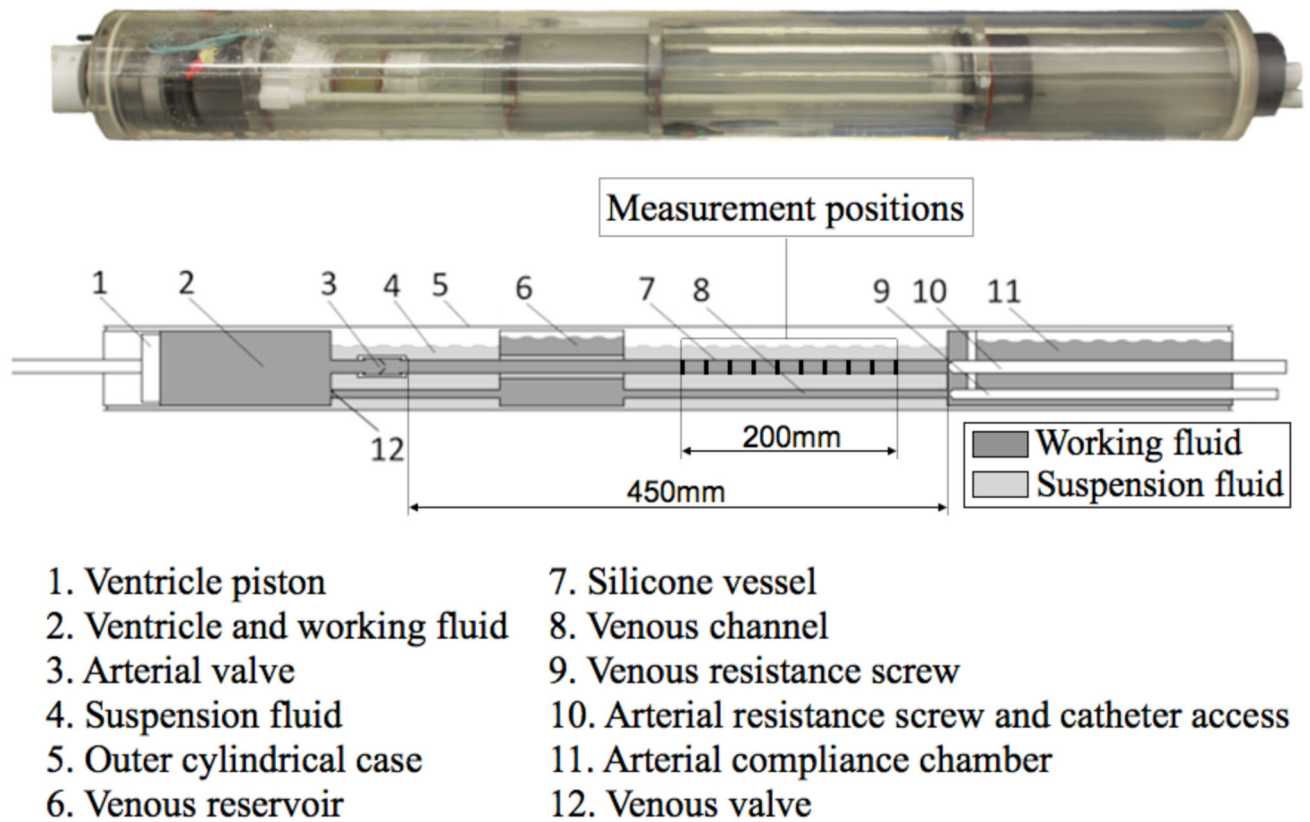 Measurement positions
1 2 3 4 5 6 7 8 9 10 11
12
200mm
450mm
Working fluid
Suspension fluid
1. Ventricle piston
2. Ventricle and working fluid
3. Arterial valve
4. Suspension fluid
5. Outer cylindrical case
6. Venous reservoir
7. Silicone vessel
8. Venous channel
9. Venous resistance screw
10. Arterial resistance screw and catheter access
11. Arterial compliance chamber
12. Venous valve